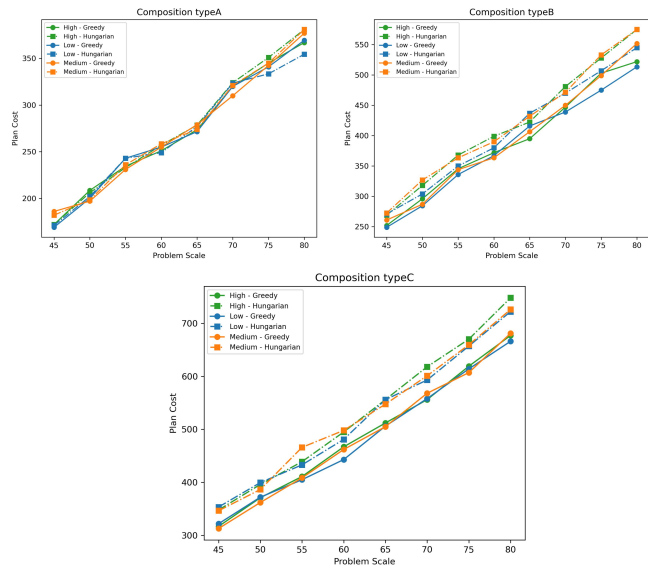 Composition typeA
High - Greedy
High - Hungarian
Low - Greedy
Low - Hungarian
Medium - Greedy
Medium - Hungarian
Plan Cost
350
300
250
200
45 50 55 60 65 70 75 80
Problem Scale
Composition typeB
High - Greedy
High - Hungarian
Low - Greedy
Low - Hungarian
Medium - Greedy
Medium - Hungarian
Plan Cost
550
500
450
400
350
300
250
45 50 55 60 65 70 75 80
Problem Scale
Composition typeC
High - Greedy
High - Hungarian
Low - Greedy
Low - Hungarian
Medium - Greedy
Medium - Hungarian
Plan Cost
700
600
500
400
300
45 50 55 60 65 70 75 80
Problem Scale